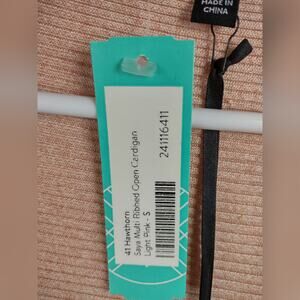 MADE IN
CHINA
41 Hawthorn
Saya Multi Ribbed Open Cardigan
Light Pink - S
241116411